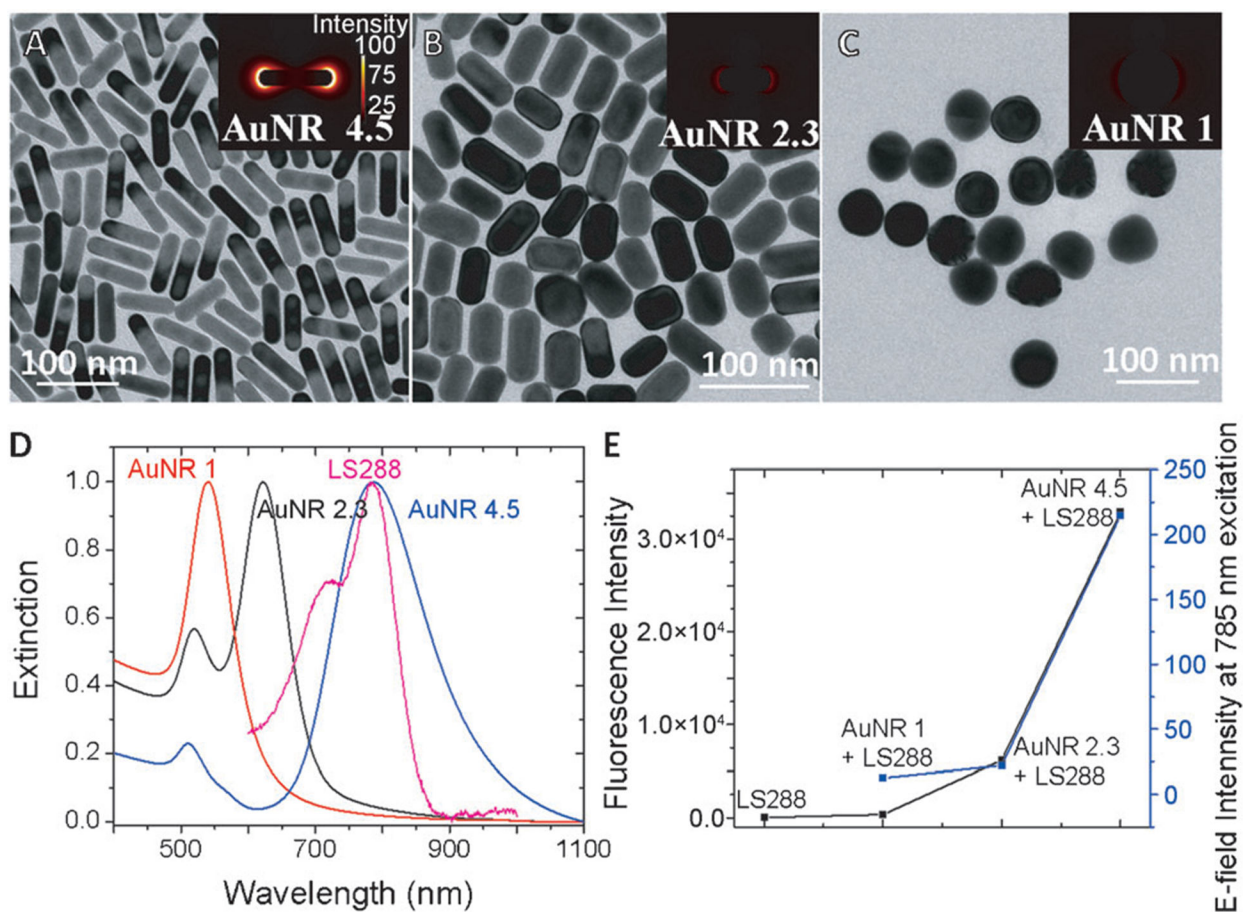 A
Intensity
100
75
25
AuNR 4.5
100 nm
B
AuNR 2.3
100 nm
C
AuNR 1
100 nm
D
AuNR 1
LS288
AuNR 2.3
AuNR 4.5
1.0
0.8
0.6
0.4
0.2
0.0
Extinction
500
700
900
1100
Wavelength (nm)
E
Fluorescence Intensity
3.0×10⁴
2.0×10⁴
1.0×10⁴
0.0
LS288
AuNR 1
+ LS288
AuNR 2.3
+ LS288
AuNR 4.5
+ LS288
250
200
150
100
50
25
0
E-field Intennsity at 785 nm excitation